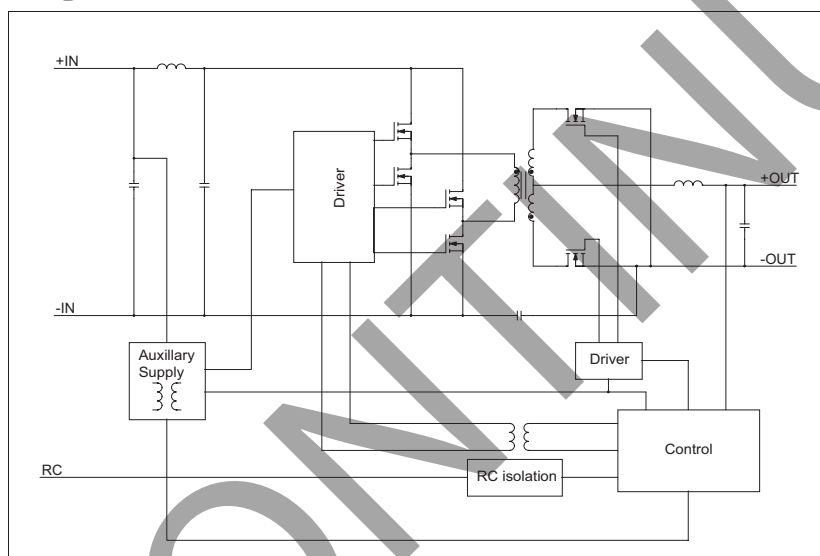 +IN
+OUT
Driver
-OUT
-IN
Auxillary
Supply
Driver
Control
RC
RC isolation